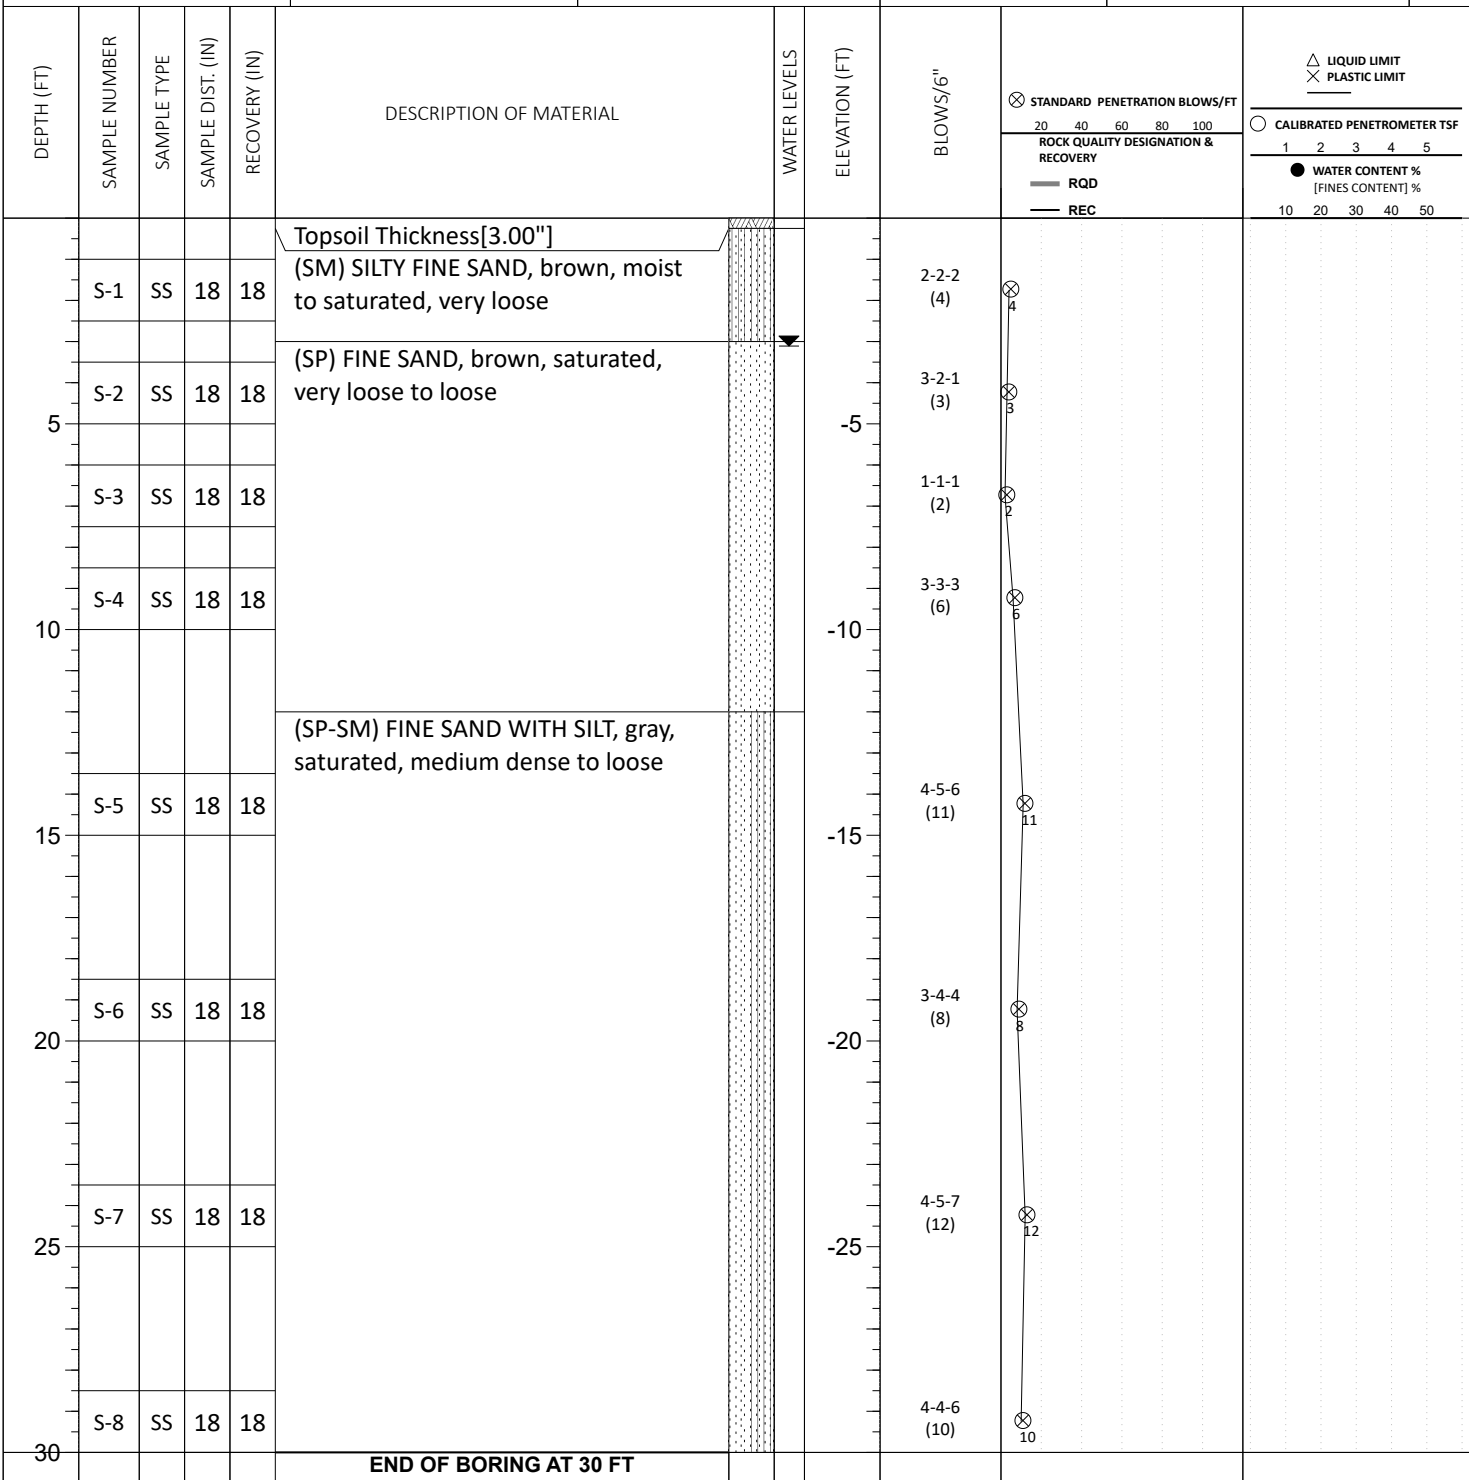 DEPTH (FT)
SAMPLE NUMBER
SAMPLE TYPE
SAMPLE DIST. (IN)
RECOVERY (IN)
DESCRIPTION OF MATERIAL
WATER LEVELS
ELEVATION (FT)
BLOWS/6"
STANDARD PENETRATION BLOWS/FT
20 40 60 80 100
ROCK QUALITY DESIGNATION &
RECOVERY
RQD
REC
LIQUID LIMIT
PLASTIC LIMIT
CALIBRATED PENETROMETER TSF
1 2 3 4 5
WATER CONTENT %
[FINES CONTENT] %
10 20 30 40 50
Topsoil Thickness[3.00"]
(SM) SILTY FINE SAND, brown, moist
to saturated, very loose
S-1 SS 18 18
2-2-2
(4)
4
(SP) FINE SAND, brown, saturated,
very loose to loose
S-2 SS 18 18
3-2-1
(3)
3
5 -5
S-3 SS 18 18
1-1-1
(2)
2
S-4 SS 18 18
3-3-3
(6)
6
10 -10
(SP-SM) FINE SAND WITH SILT, gray,
saturated, medium dense to loose
S-5 SS 18 18
4-5-6
(11)
11
15 -15
S-6 SS 18 18
3-4-4
(8)
8
20 -20
S-7 SS 18 18
4-5-7
(12)
12
25 -25
S-8 SS 18 18
4-4-6
(10)
10
30
END OF BORING AT 30 FT